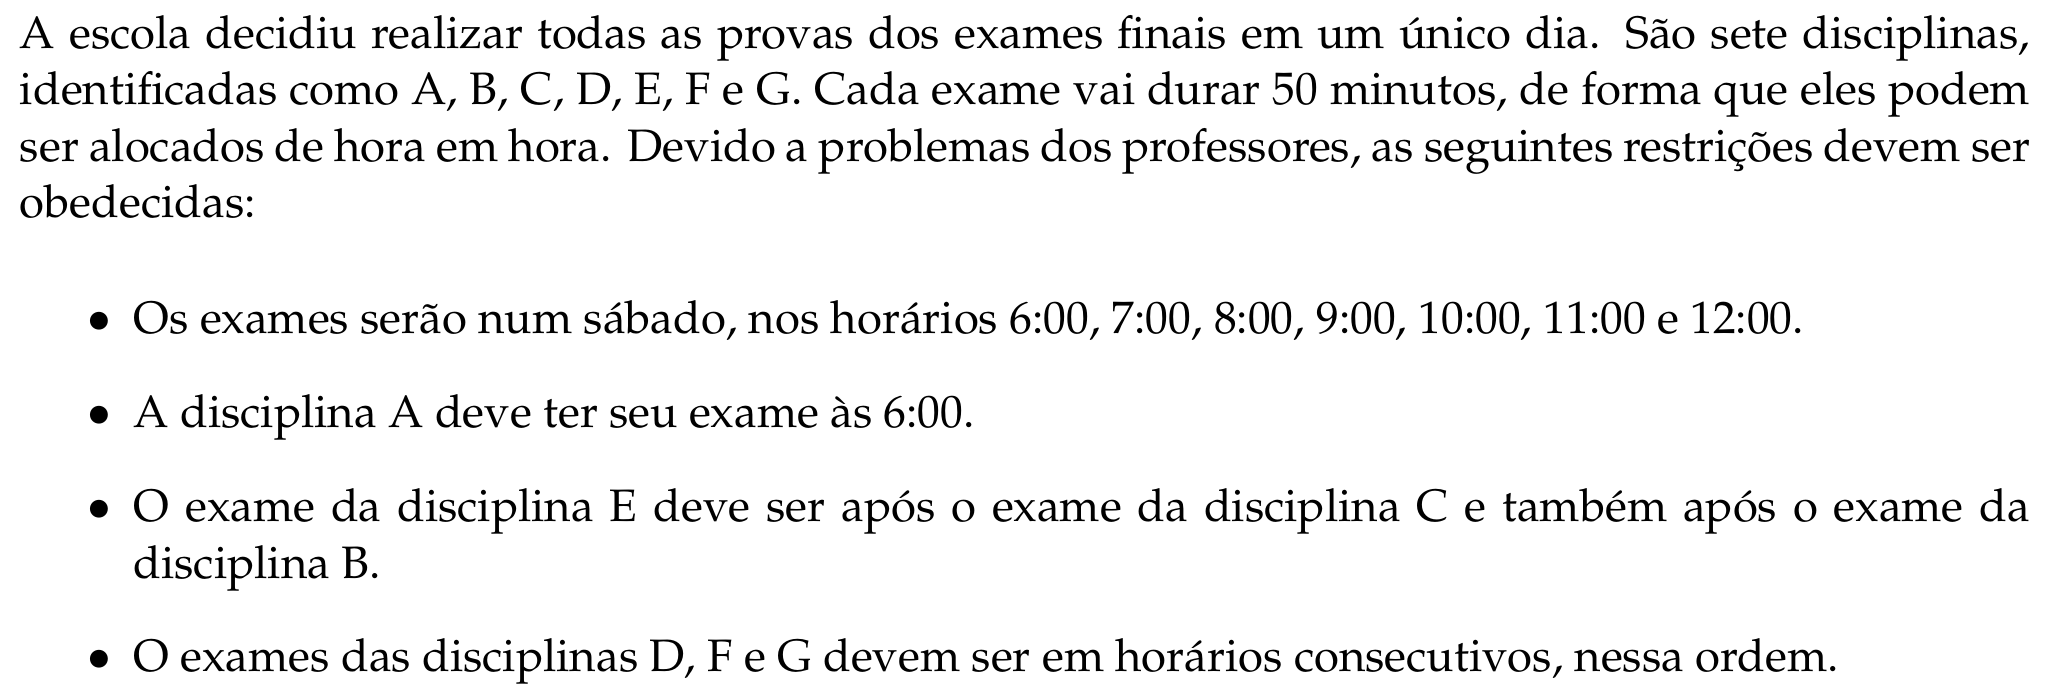 A escola decidiu realizar todas as provas dos exames finais em um único dia. São sete disciplinas,
identificadas como A, B, C, D, E, F e G. Cada exame vai durar 50 minutos, de forma que eles podem
ser alocados de hora em hora. Devido a problemas dos professores, as seguintes restrições devem ser
obedecidas:
• Os exames serão num sábado, nos horários 6:00, 7:00, 8:00, 9:00, 10:00, 11:00 e 12:00.
• A disciplina A deve ter seu exame às 6:00.
• O exame da disciplina E deve ser após o exame da disciplina C e também após o exame da
disciplina B.
• O exames das disciplinas D, F e G devem ser em horários consecutivos, nessa ordem.